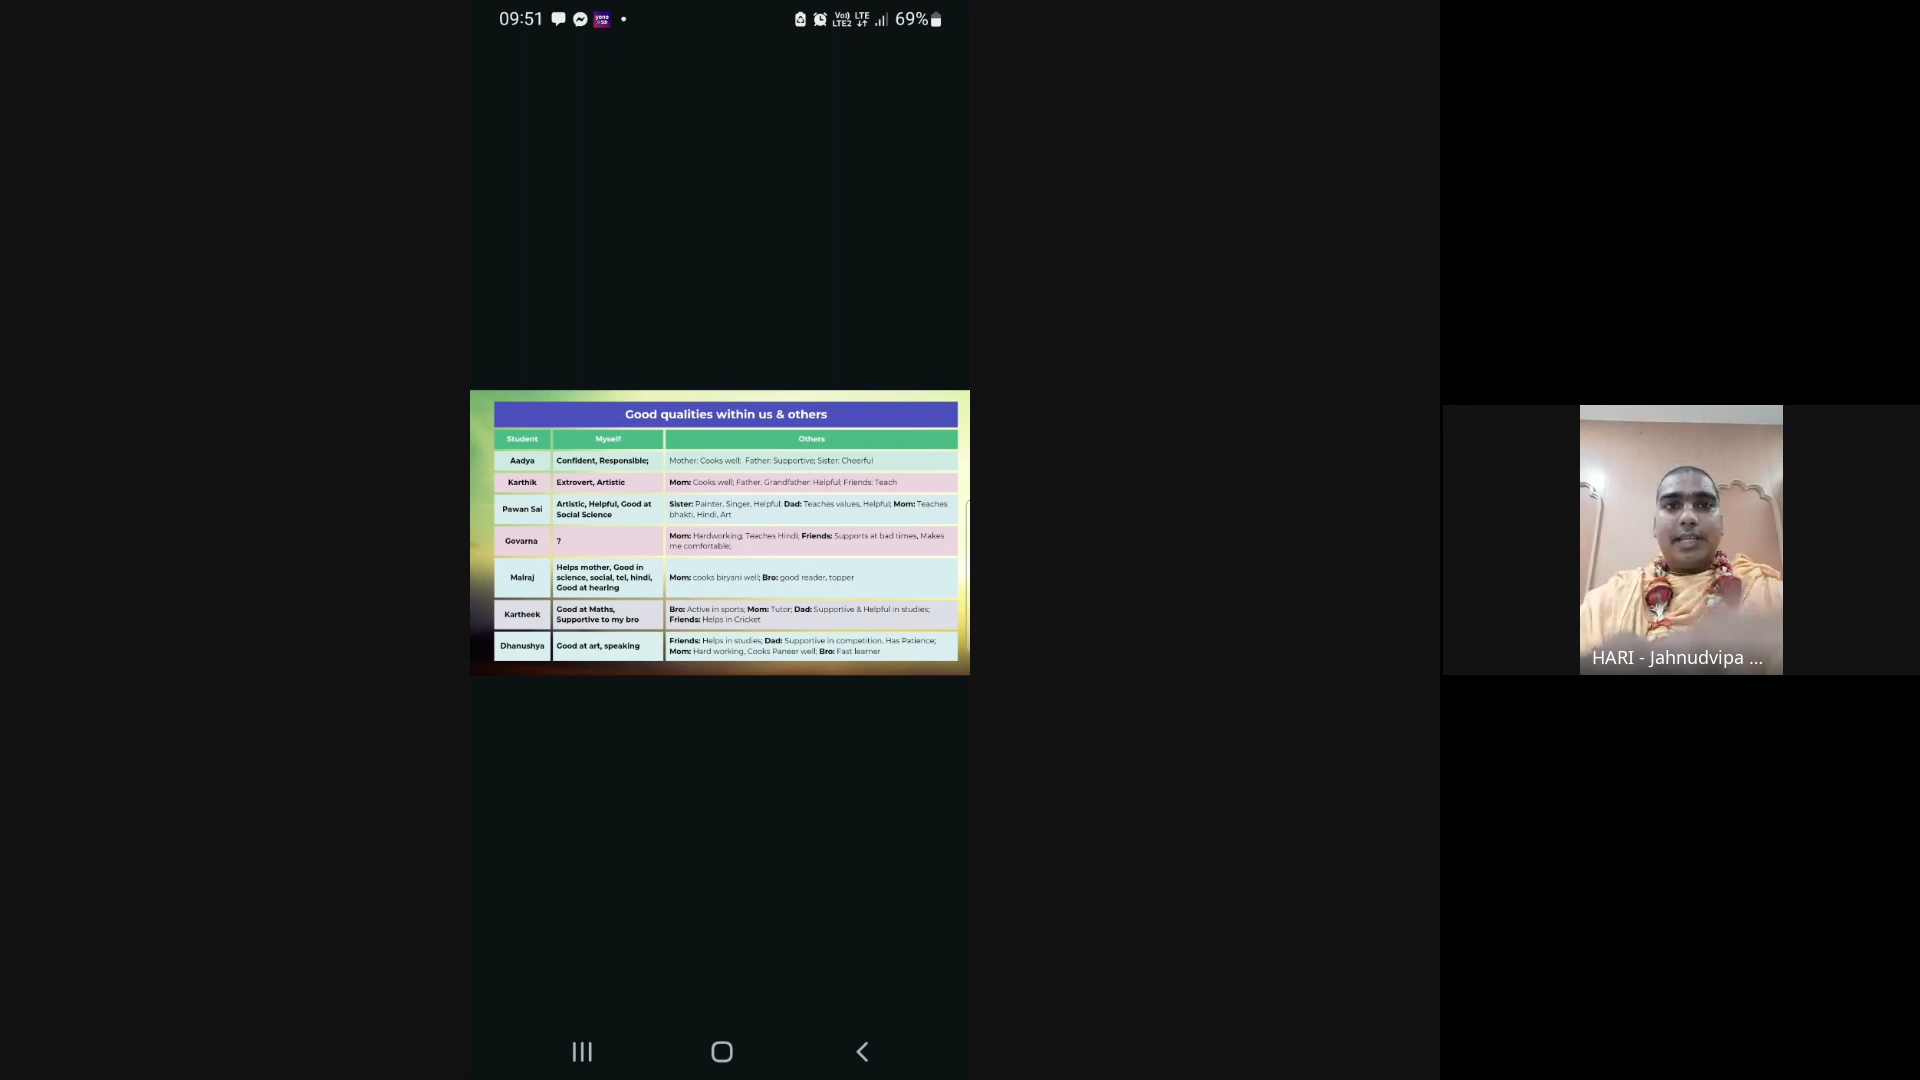 09:51
Vo)) LTE
LTE2
69%
Good qualities within us & others
Student Myself Others
Aadya Confident, Responsible; Mother: Cooks well; Father: Supportive; Sister: Cheerful
Karthik Extrovert, Artistic Mom: Cooks well; Father, Grandfather: Helpful; Friends: Teach
Pawan Sai Artistic, Helpful, Good at
Social Science
Sister: Painter, Singer, Helpful; Dad: Teaches values, Helpful; Mom: Teaches
bhakti, Hindi, Art
Govarna ? Mom: Hardworking, Teaches Hindi; Friends: Supports at bad times, Makes
me comfortable;
Malraj Helps mother, Good in
science, social, tel, hindi,
Good at hearing
Mom: cooks biryani well; Bro: good reader, topper
Kartheek Good at Maths,
Supportive to my bro
Bro: Active in sports; Mom: Tutor; Dad: Supportive & Helpful in studies;
Friends: Helps in Cricket
Dhanushya Good at art, speaking Friends: Helps in studies; Dad: Supportive in competition, Has Patience;
Mom: Hard working, Cooks Paneer well; Bro: Fast learner
HARI - Jahnudvipa ...